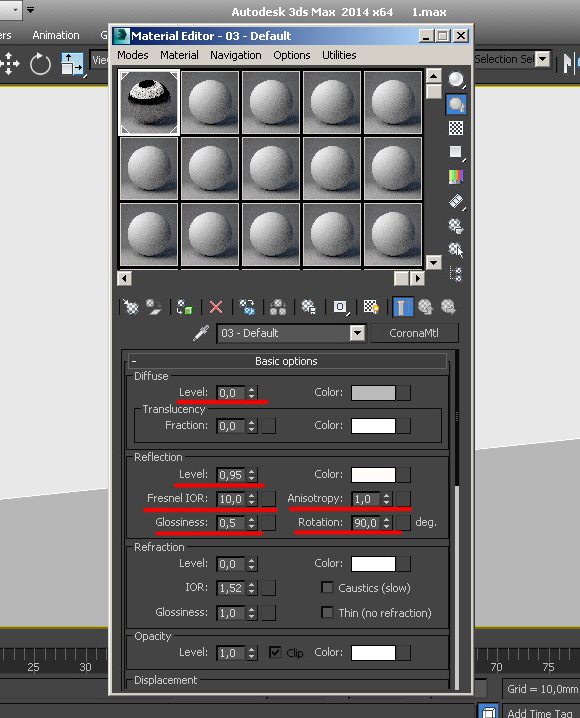 Autodesk 3ds Max 2014 x64 1.max
Material Editor - 03 - Default
Animation
Modes Material Navigation Options Utilities
Selection Se
03 - Default
CoronaMtl
- Basic options
Diffuse
Level: 0,0 Color:
Translucency
Fraction: 0,0 Color:
Reflection
Level: 0,95 Color:
Fresnel IOR: 10,0 Anisotropy: 1,0
Glossiness: 0,5 Rotation: 90,0 deg.
Refraction
Level: 0,0 Color:
IOR: 1,52 Caustics (slow)
Glossiness: 1,0 Thin (no refraction)
Opacity
Level: 1,0 Clip Color:
Displacement
25 30 70 75
Grid = 10,0mm
Add Time Tag